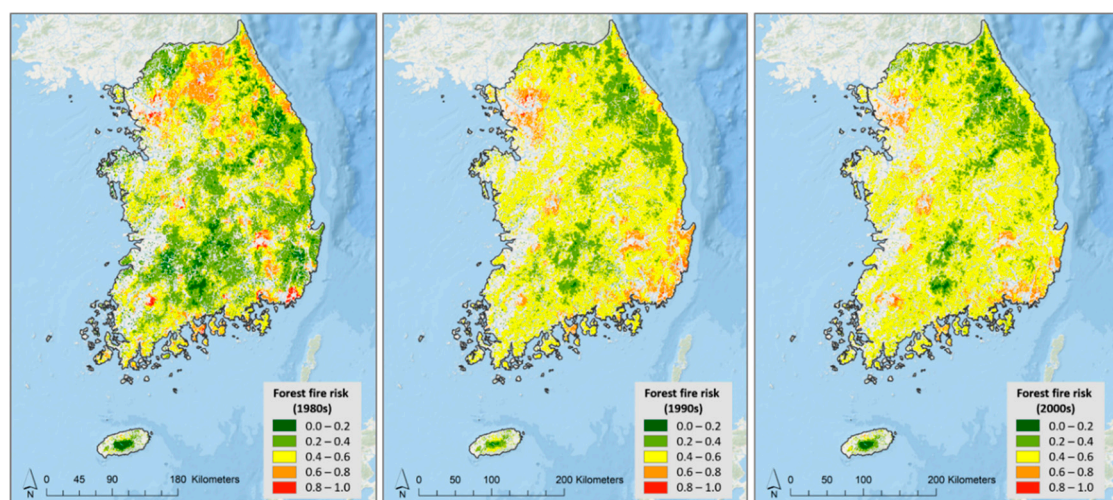 Forest fire risk
(1980s)
0.0 – 0.2
0.2 – 0.4
0.4 – 0.6
0.6 – 0.8
0.8 – 1.0
N
0 45 90 180 Kilometers
Forest fire risk
(1990s)
0.0 – 0.2
0.2 – 0.4
0.4 – 0.6
0.6 – 0.8
0.8 – 1.0
N
0 50 100 200 Kilometers
Forest fire risk
(2000s)
0.0 – 0.2
0.2 – 0.4
0.4 – 0.6
0.6 – 0.8
0.8 – 1.0
N
0 50 100 200 Kilometers